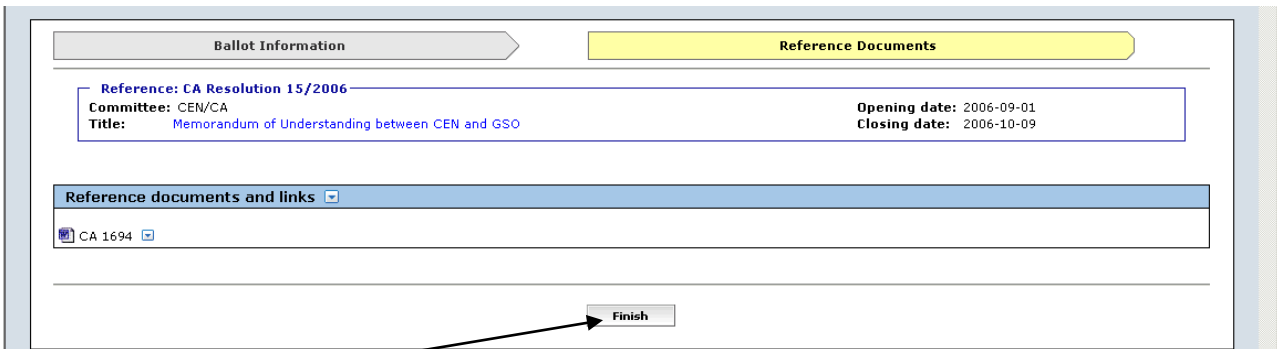 Ballot Information Reference Documents
Reference: CA Resolution 15/2006
Committee: CEN/CA Opening date: 2006-09-01
Title: Memorandum of Understanding between CEN and GSO Closing date: 2006-10-09
Reference documents and links
CA 1694
Finish